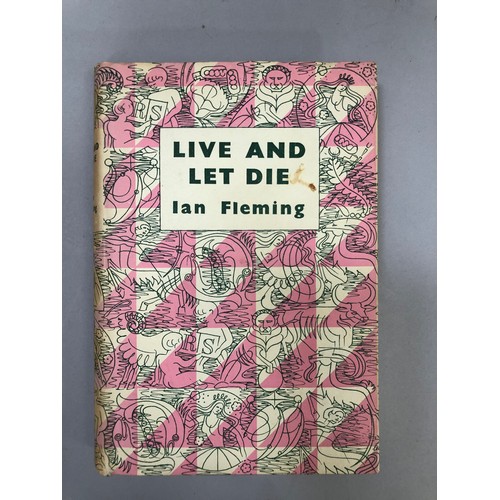 LIVE AND
LET DIE
Ian Fleming